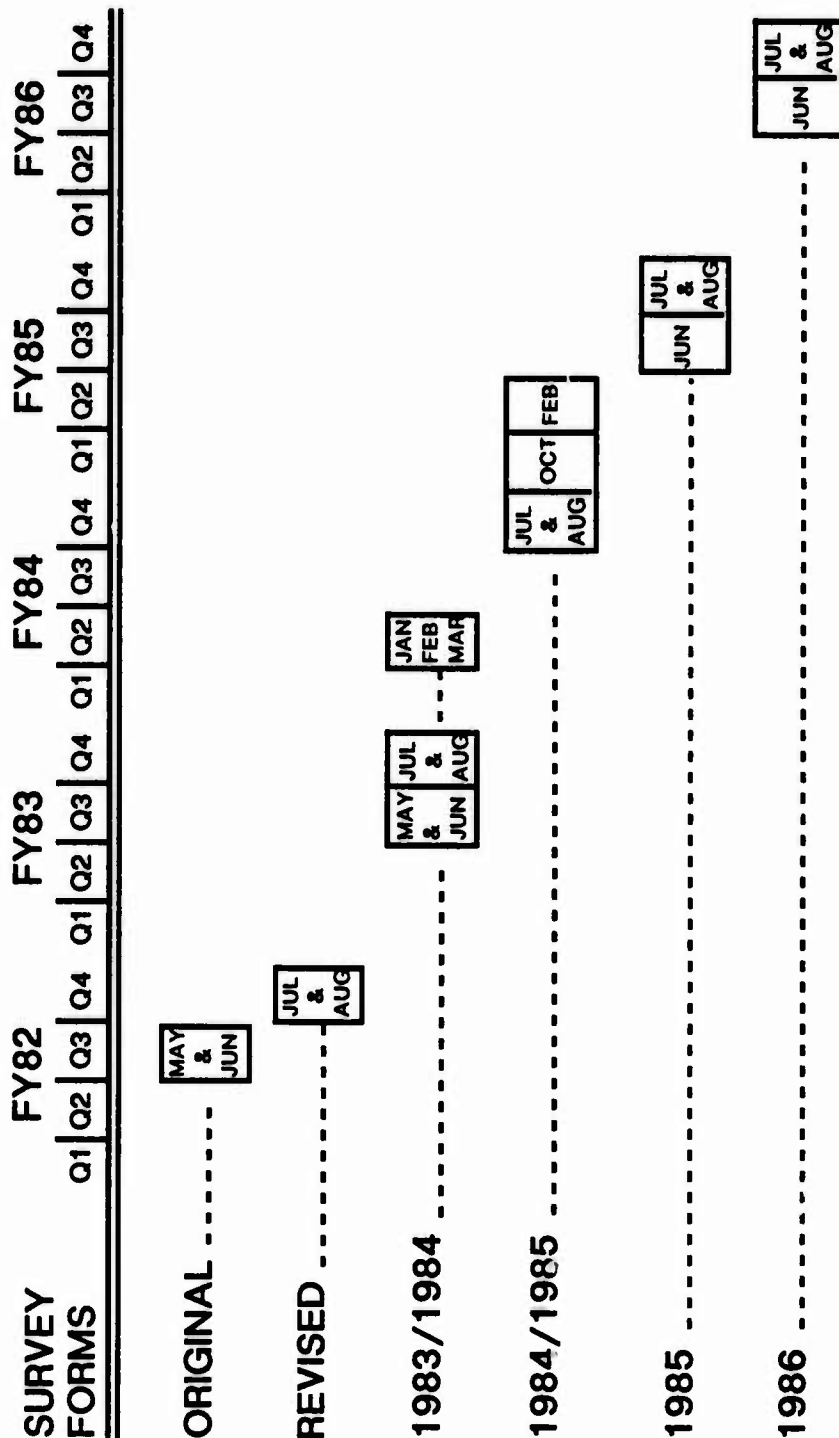 SURVEY FORMS FY82 FY83 FY84 FY85 FY86
Q1 Q2 Q3 Q4 Q1 Q2 Q3 Q4 Q1 Q2 Q3 Q4 Q1 Q2 Q3 Q4 Q1 Q2 Q3 Q4
ORIGINAL MAY & JUN
REVISED JUL & AUG
1983/1984 MAY & JUN JUL & AUG JAN FEB MAR
1984/1985 JUL & AUG OCT FEB
1985 JUN JUL & AUG
1986 JUN JUL & AUG